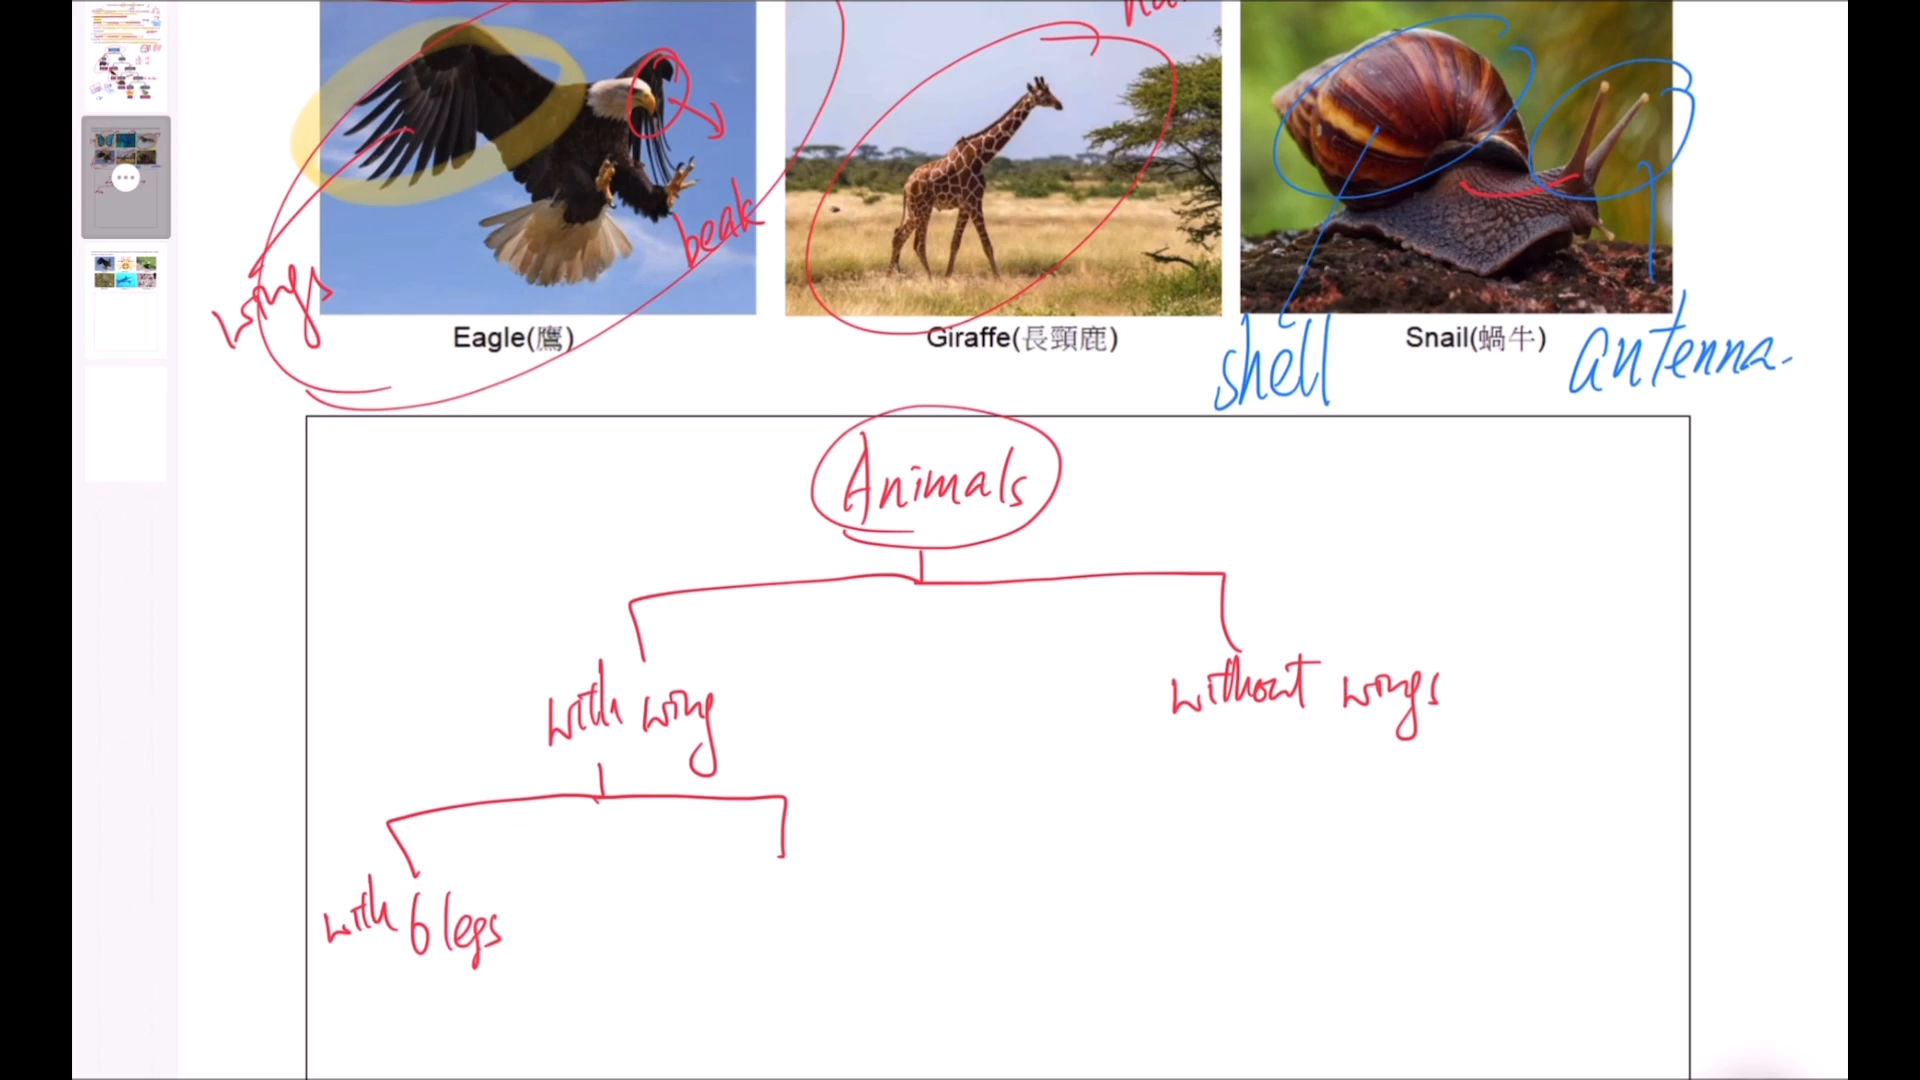 wings
beak
Eagle(鷹)
Giraffe(長頸鹿)
Snail(蝸牛)
shell
antenna.
Animals
with wing
without wings
with 6 legs